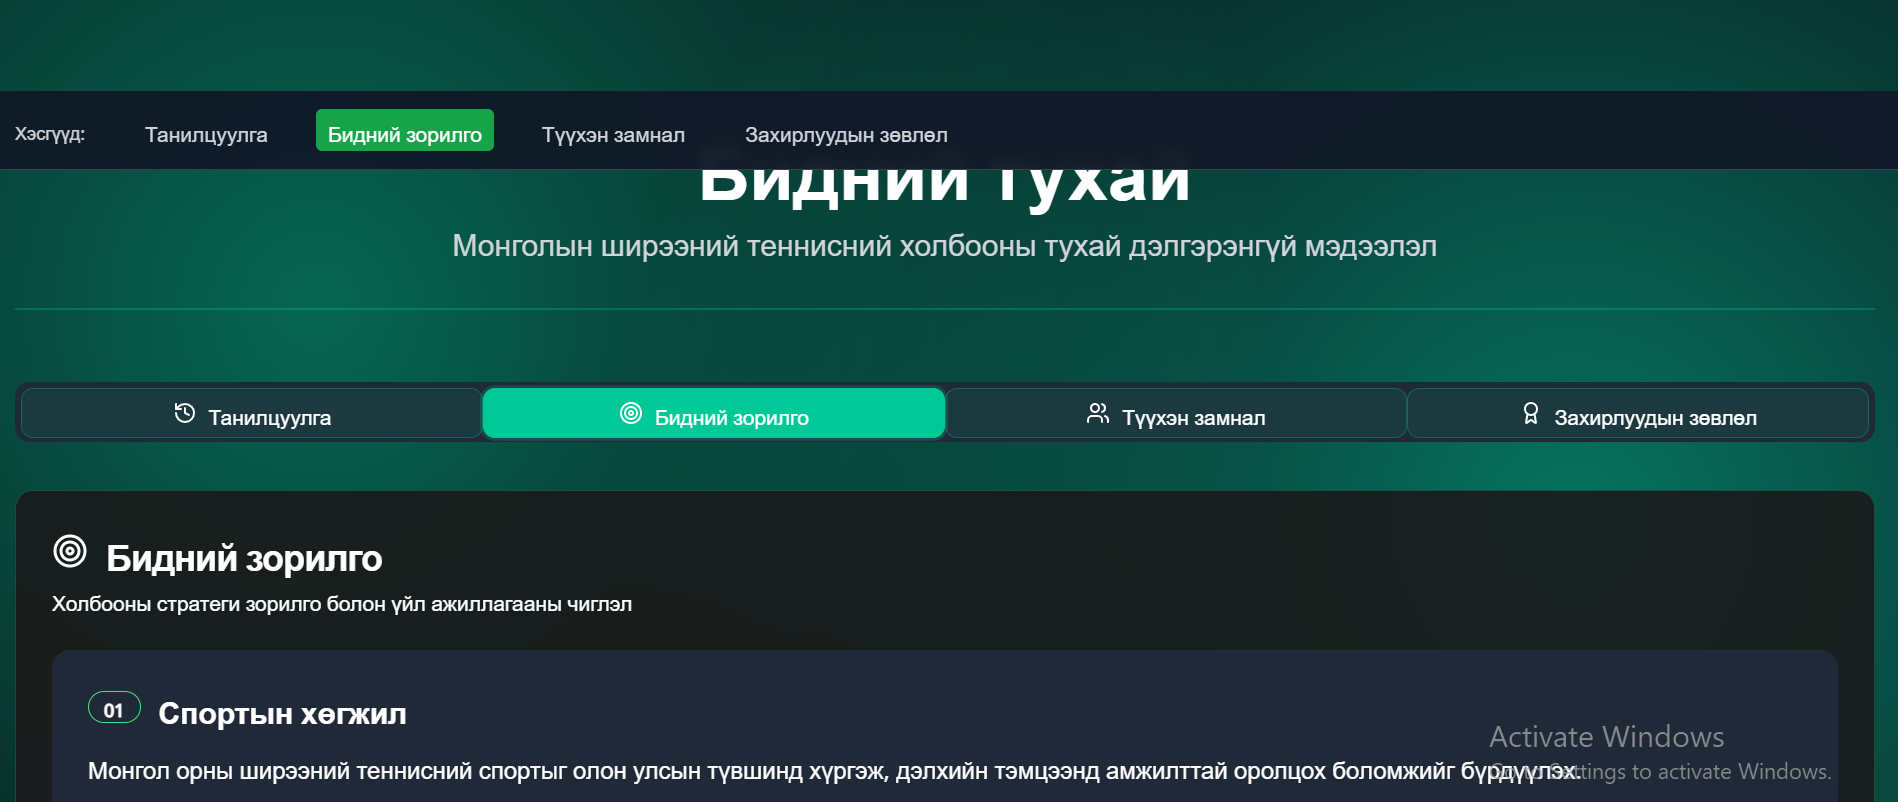 Хэсгүүд: Танилцуулга Бидний зорилго Түүхэн замнал Захирлуудын зөвлөл
Бидний тухай
Монголын ширээний теннисний холбооны тухай дэлгэрэнгүй мэдээлэл
Танилцуулга Бидний зорилго Түүхэн замнал Захирлуудын зөвлөл
Бидний зорилго
Холбооны стратеги зорилго болон үйл ажиллагааны чиглэл
01 Спортын хөгжил
Монгол орны ширээний теннисний спортыг олон улсын түвшинд хүргэж, дэлхийн тэмцээнд амжилттай оролцох боломжийг бүрдүүлэх.
Activate Windows
Go to Settings to activate Windows.